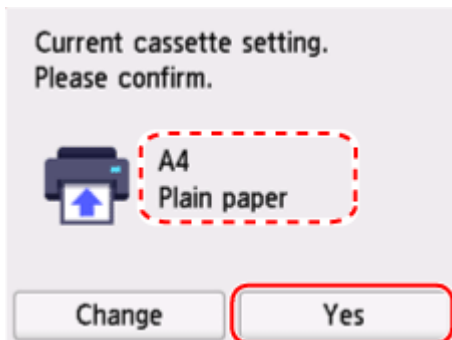 Current cassette setting.
Please confirm.
A4
Plain paper
Change
Yes